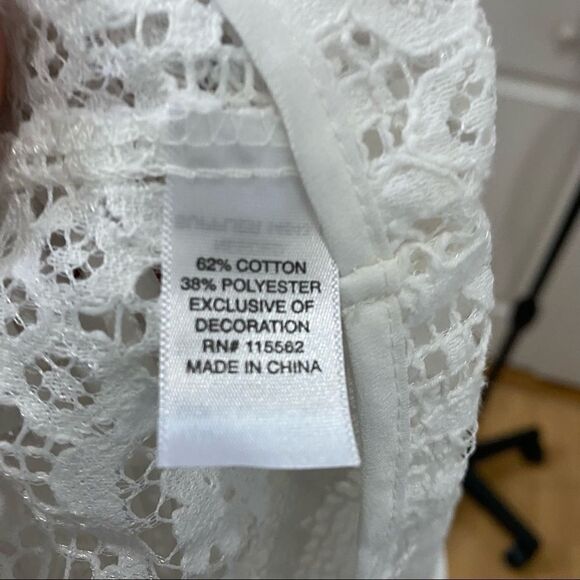 62% COTTON
38% POLYESTER
EXCLUSIVE OF
DECORATION
RN# 115562
MADE IN CHINA